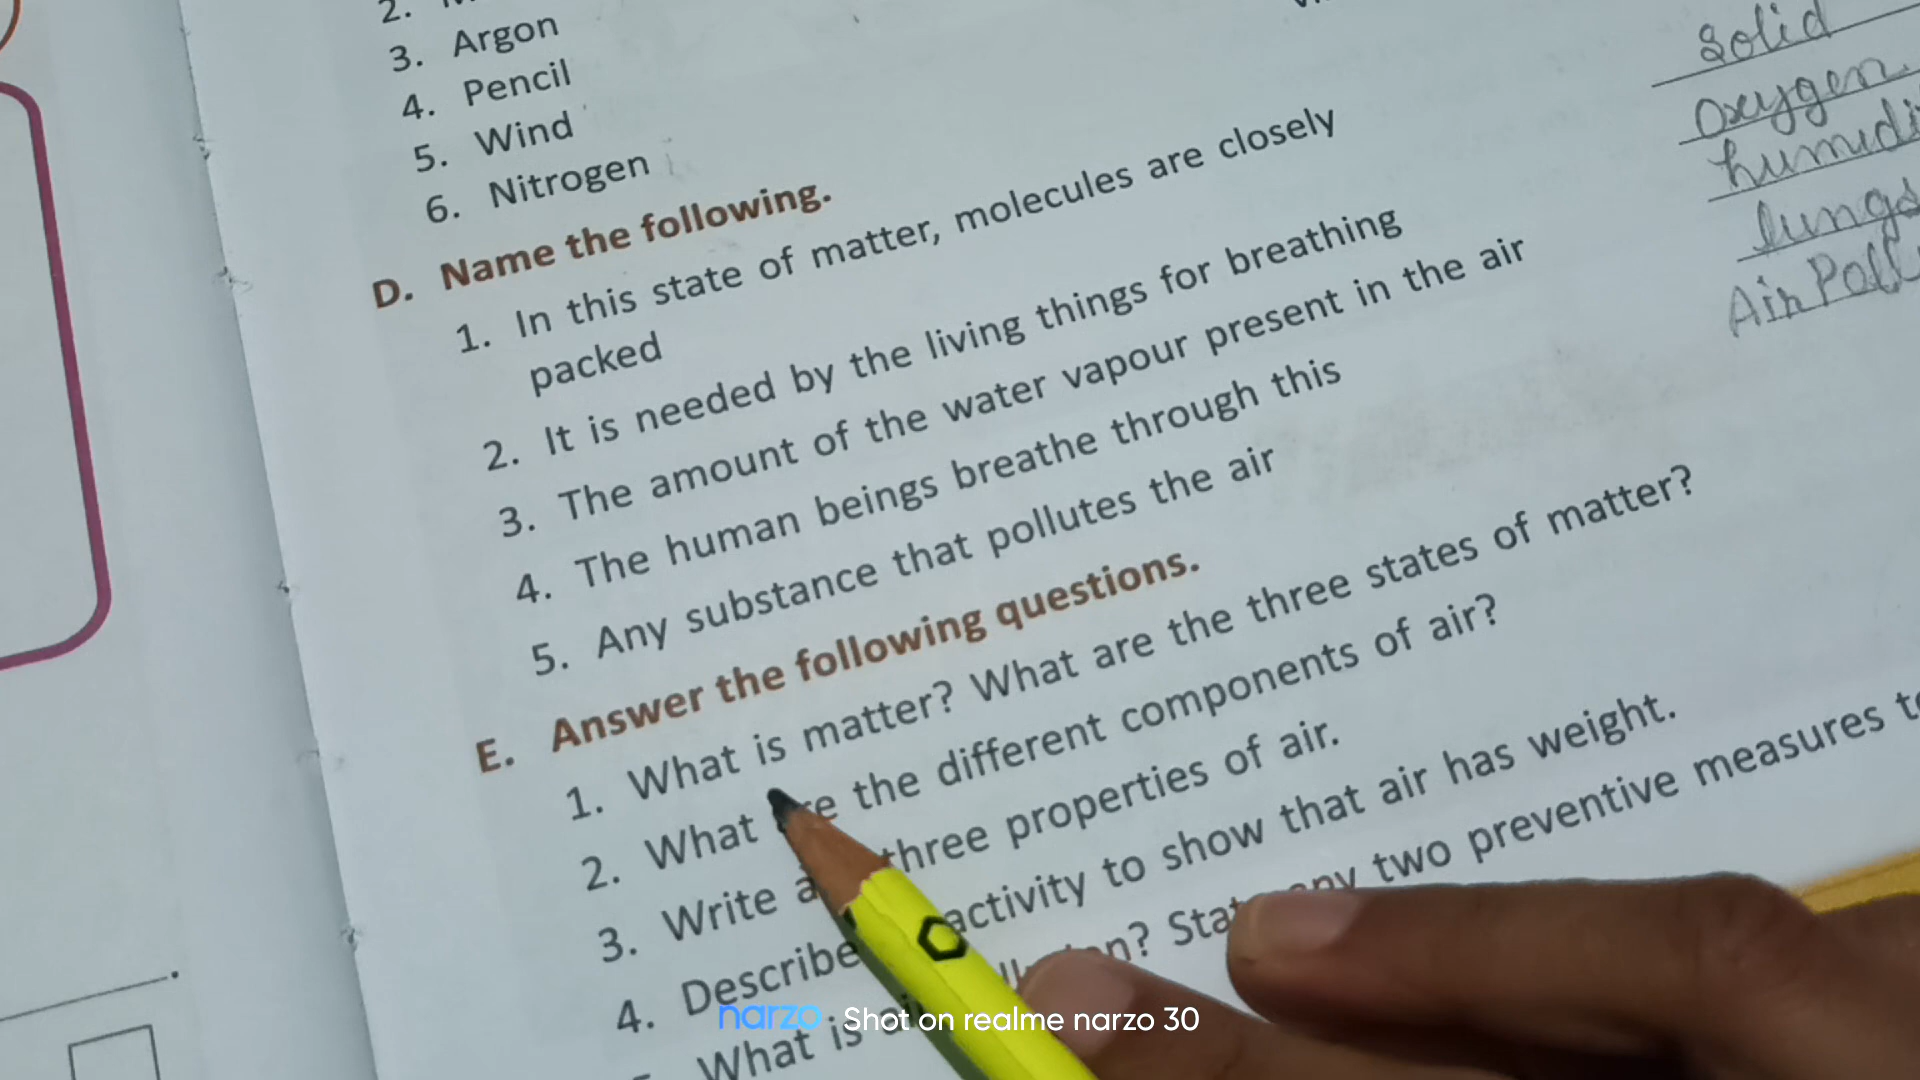 2.
3. Argon
4. Pencil
5. Wind
6. Nitrogen
D. Name the following.
1. In this state of matter, molecules are closely
packed
solid
2. It is needed by the living things for breathing
oxygen
3. The amount of the water vapour present in the air
4. The human beings breathe through this
lungs
5. Any substance that pollutes the air
Air
E. Answer the following questions.
1. What is matter? What are the three states of matter?
2. What the different components of air?
3. Write three properties of air.
4. Describe activity to show that air has weight.
What is two preventive measures
narzo Shot on realme narzo 30